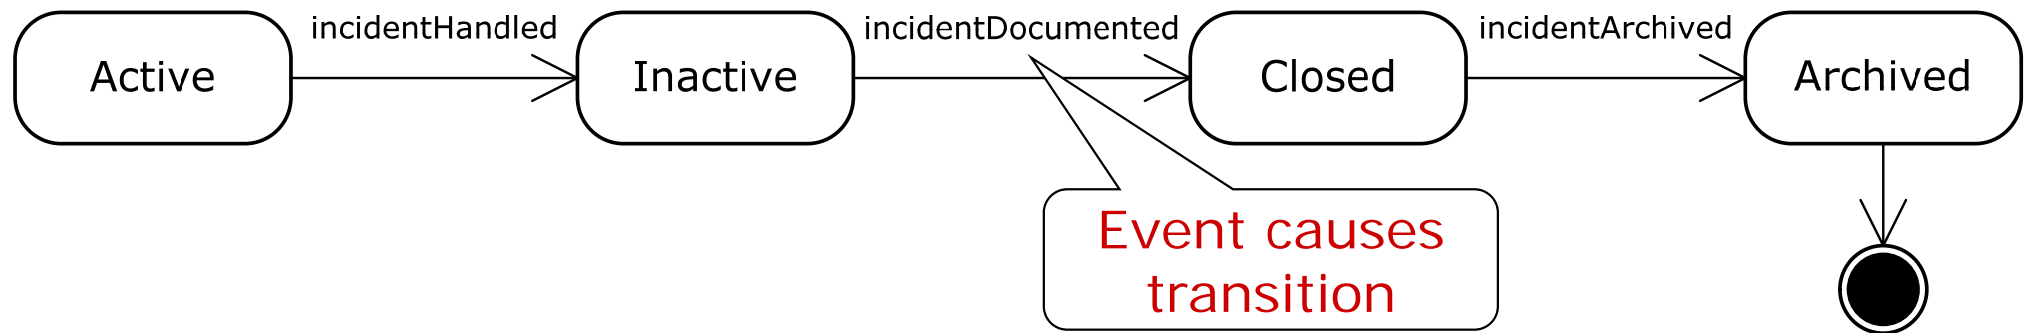 incidentHandled
incidentDocumented
incidentArchived
Active
Inactive
Closed
Archived
Event causes
transition